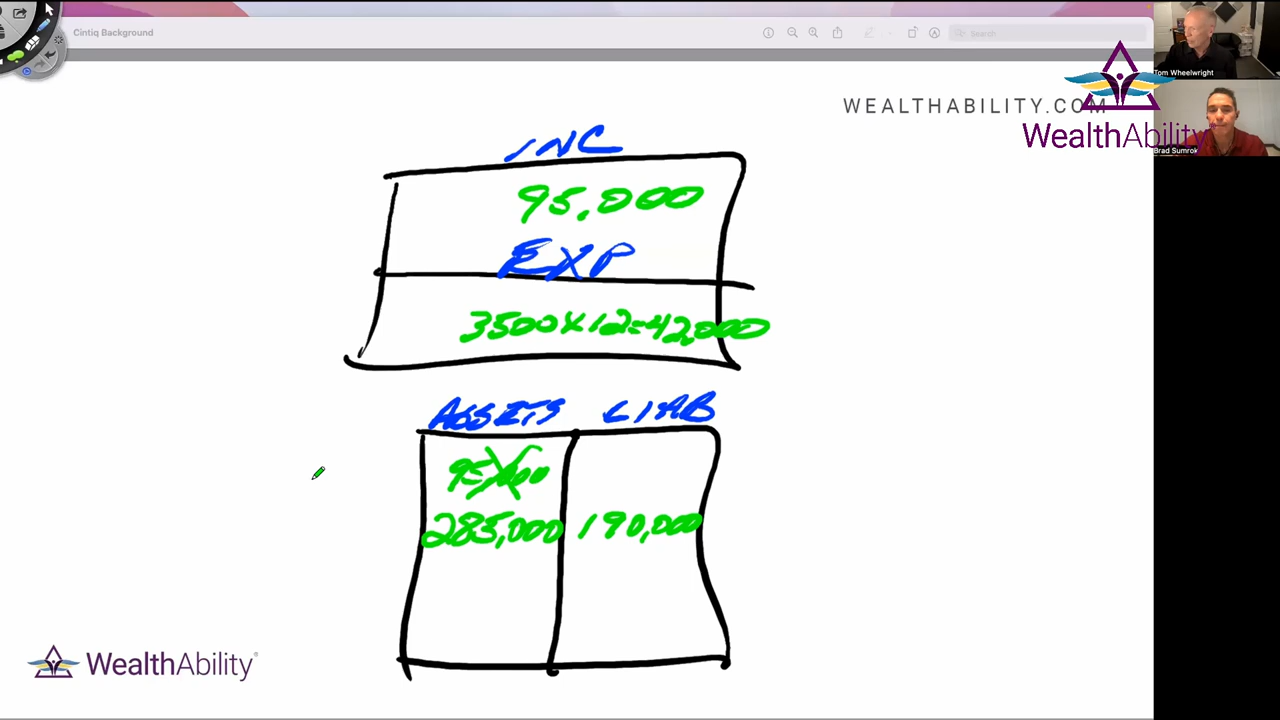 Cintiq Background
Search
Tom Wheelwright
WEALTHABILITY.COM
WealthAbility
Brad Sumrok
INC
95,000
EXP
3500x12=42,000
ASSETS LIAB
95,000
285,000 190,000
WealthAbility®